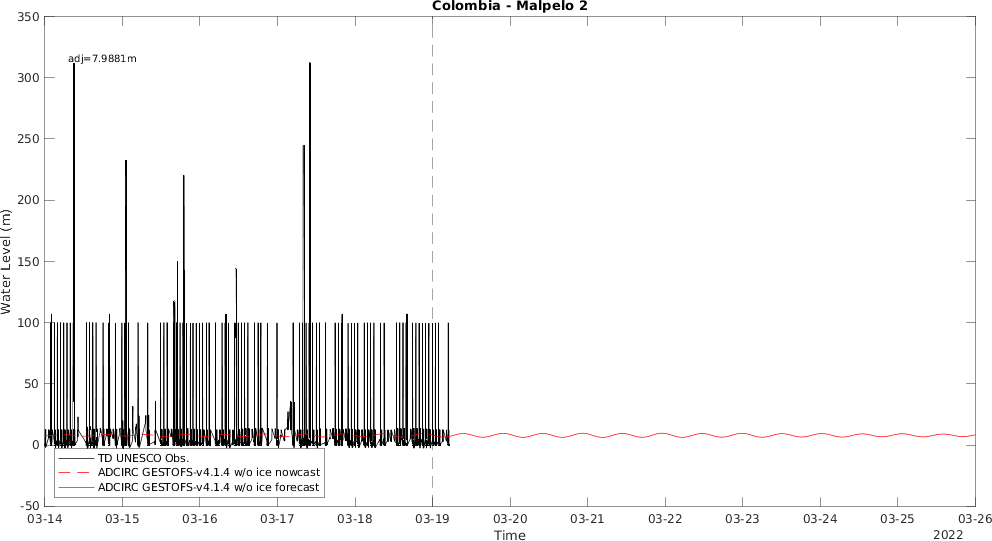 Colombia - Malpelo 2
adj=7.9881m
Water Level (m)
350
300
250
200
150
100
50
0
-50
TD UNESCO Obs.
ADCIRC GESTOFS-v4.1.4 w/o ice nowcast
ADCIRC GESTOFS-v4.1.4 w/o ice forecast
03-14 03-15 03-16 03-17 03-18 03-19 03-20 03-21 03-22 03-23 03-24 03-25 03-26
Time
2022